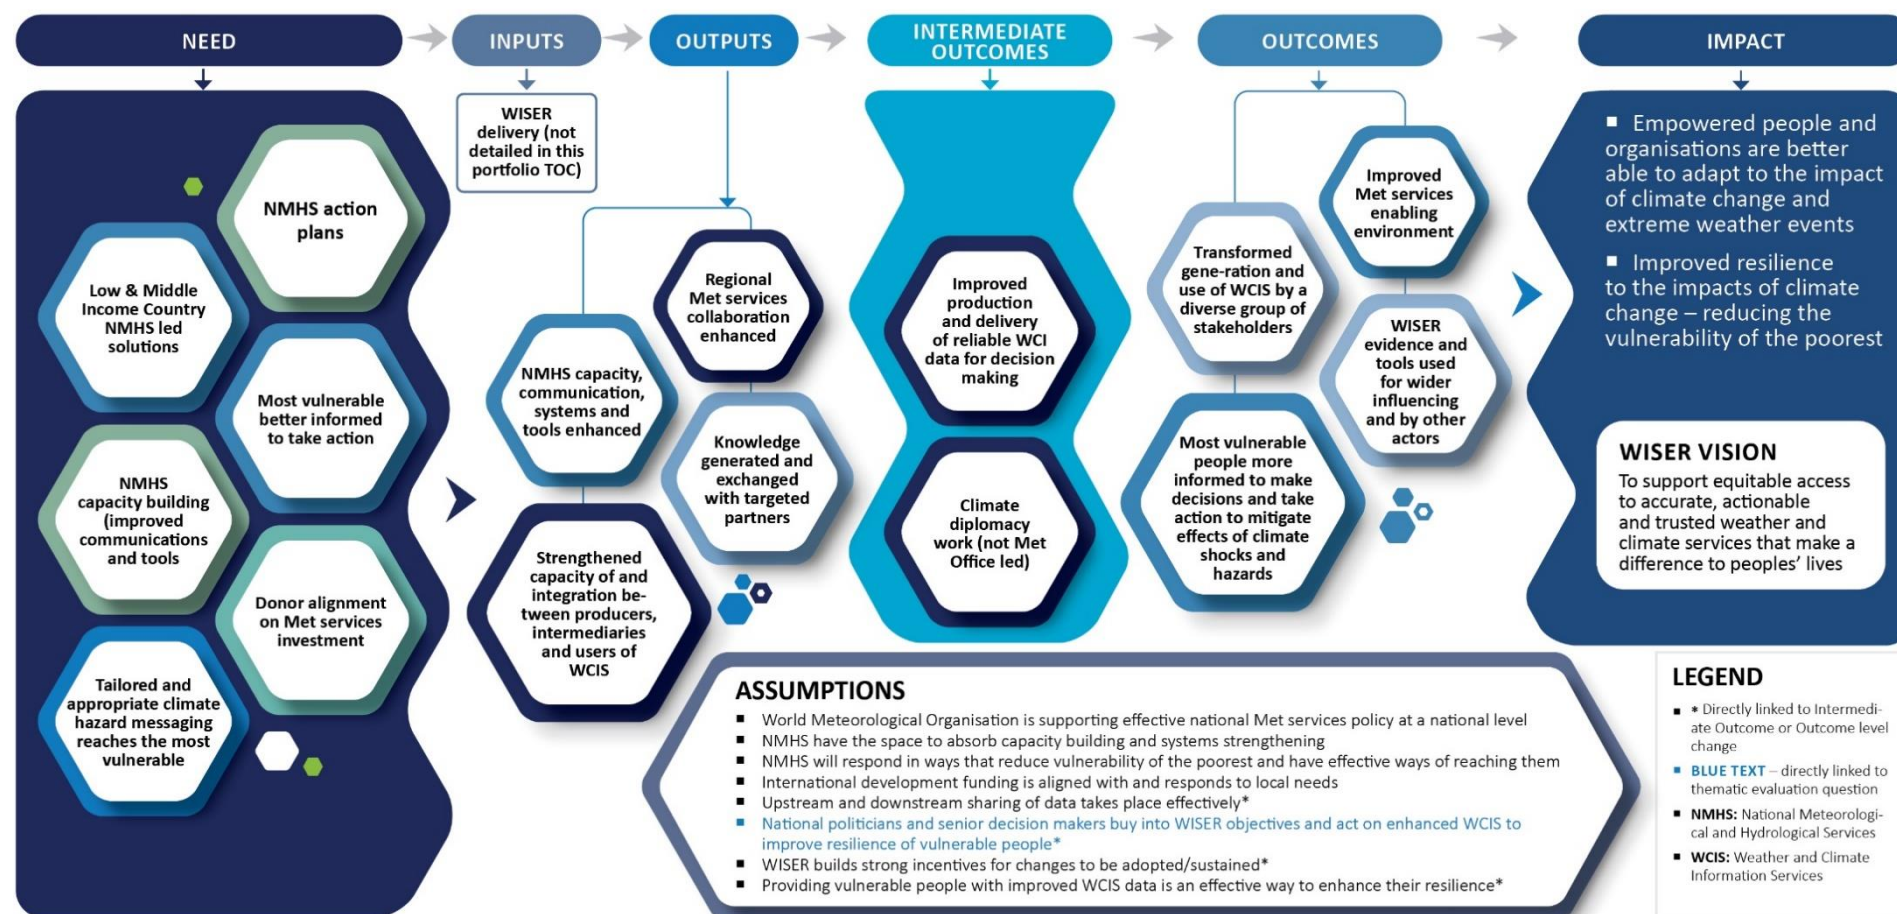 NEED
INPUTS
OUTPUTS
INTERMEDIATE
OUTCOMES
OUTCOMES
IMPACT
NMHS action
plans
Low & Middle
Income Country
NMHS led
solutions
Most vulnerable
better informed
to take action
NMHS
capacity building
(improved
communications
and tools
Donor alignment
on Met services
investment
Tailored and
appropriate climate
hazard messaging
reaches the most
vulnerable
WISER
delivery (not
detailed in this
portfolio TOC)
Regional
Met services
collaboration
enhanced
NMHS capacity,
communication,
systems and
tools enhanced
Knowledge
generated and
exchanged
with targeted
partners
Strengthened
capacity of and
integration be-
tween producers,
intermediaries
and users of
WCIS
Improved
production
and delivery
of reliable WCI
data for decision
making
Climate
diplomacy
work (not Met
Office led)
Improved
Met services
enabling
environment
Transformed
gene-ration and
use of WCIS by a
diverse group of
stakeholders
WISER
evidence and
tools used
for wider
influencing
and by other
actors
Most vulnerable
people more
informed to make
decisions and take
action to mitigate
effects of climate
shocks and
hazards
▪ Empowered people and
organisations are better
able to adapt to the impact
of climate change and
extreme weather events
▪ Improved resilience
to the impacts of climate
change – reducing the
vulnerability of the poorest
WISER VISION
To support equitable access
to accurate, actionable
and trusted weather and
climate services that make a
difference to peoples’ lives
ASSUMPTIONS
▪ World Meteorological Organisation is supporting effective national Met services policy at a national level
▪ NMHS have the space to absorb capacity building and systems strengthening
▪ NMHS will respond in ways that reduce vulnerability of the poorest and have effective ways of reaching them
▪ International development funding is aligned with and responds to local needs
▪ Upstream and downstream sharing of data takes place effectively*
▪ National politicians and senior decision makers buy into WISER objectives and act on enhanced WCIS to
improve resilience of vulnerable people*
▪ WISER builds strong incentives for changes to be adopted/sustained*
▪ Providing vulnerable people with improved WCIS data is an effective way to enhance their resilience*
LEGEND
▪ * Directly linked to Intermedi-
ate Outcome or Outcome level
change
▪ BLUE TEXT – directly linked to
thematic evaluation question
▪ NMHS: National Meteorologi-
cal and Hydrological Services
▪ WCIS: Weather and Climate
Information Services